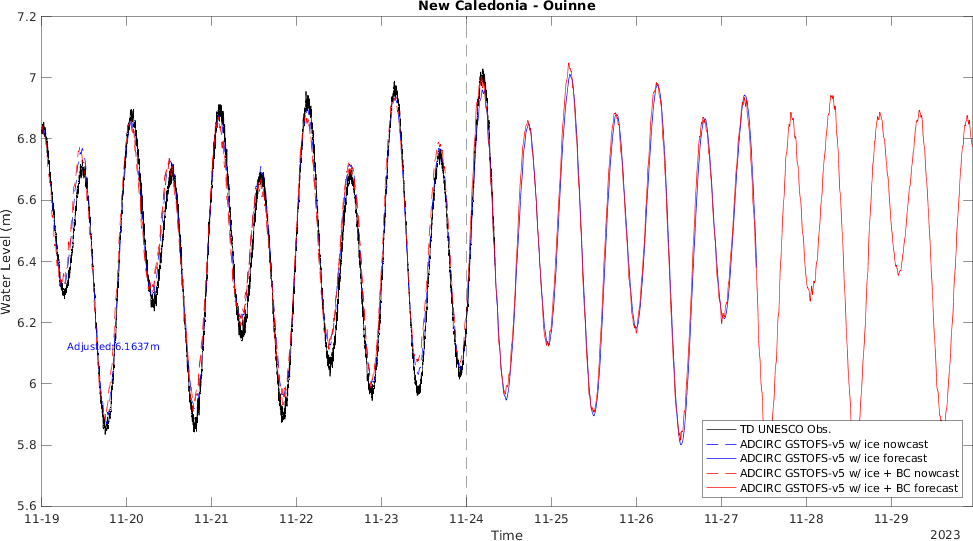 New Caledonia - Ouinne
7.2
7
6.8
6.6
6.4
6.2
6
5.8
5.6
Water Level (m)
Adjusted:6.1637m
TD UNESCO Obs.
ADCIRC GSTOFS-v5 w/ ice nowcast
ADCIRC GSTOFS-v5 w/ ice forecast
ADCIRC GSTOFS-v5 w/ ice + BC nowcast
ADCIRC GSTOFS-v5 w/ ice + BC forecast
11-19 11-20 11-21 11-22 11-23 11-24 11-25 11-26 11-27 11-28 11-29
Time
2023